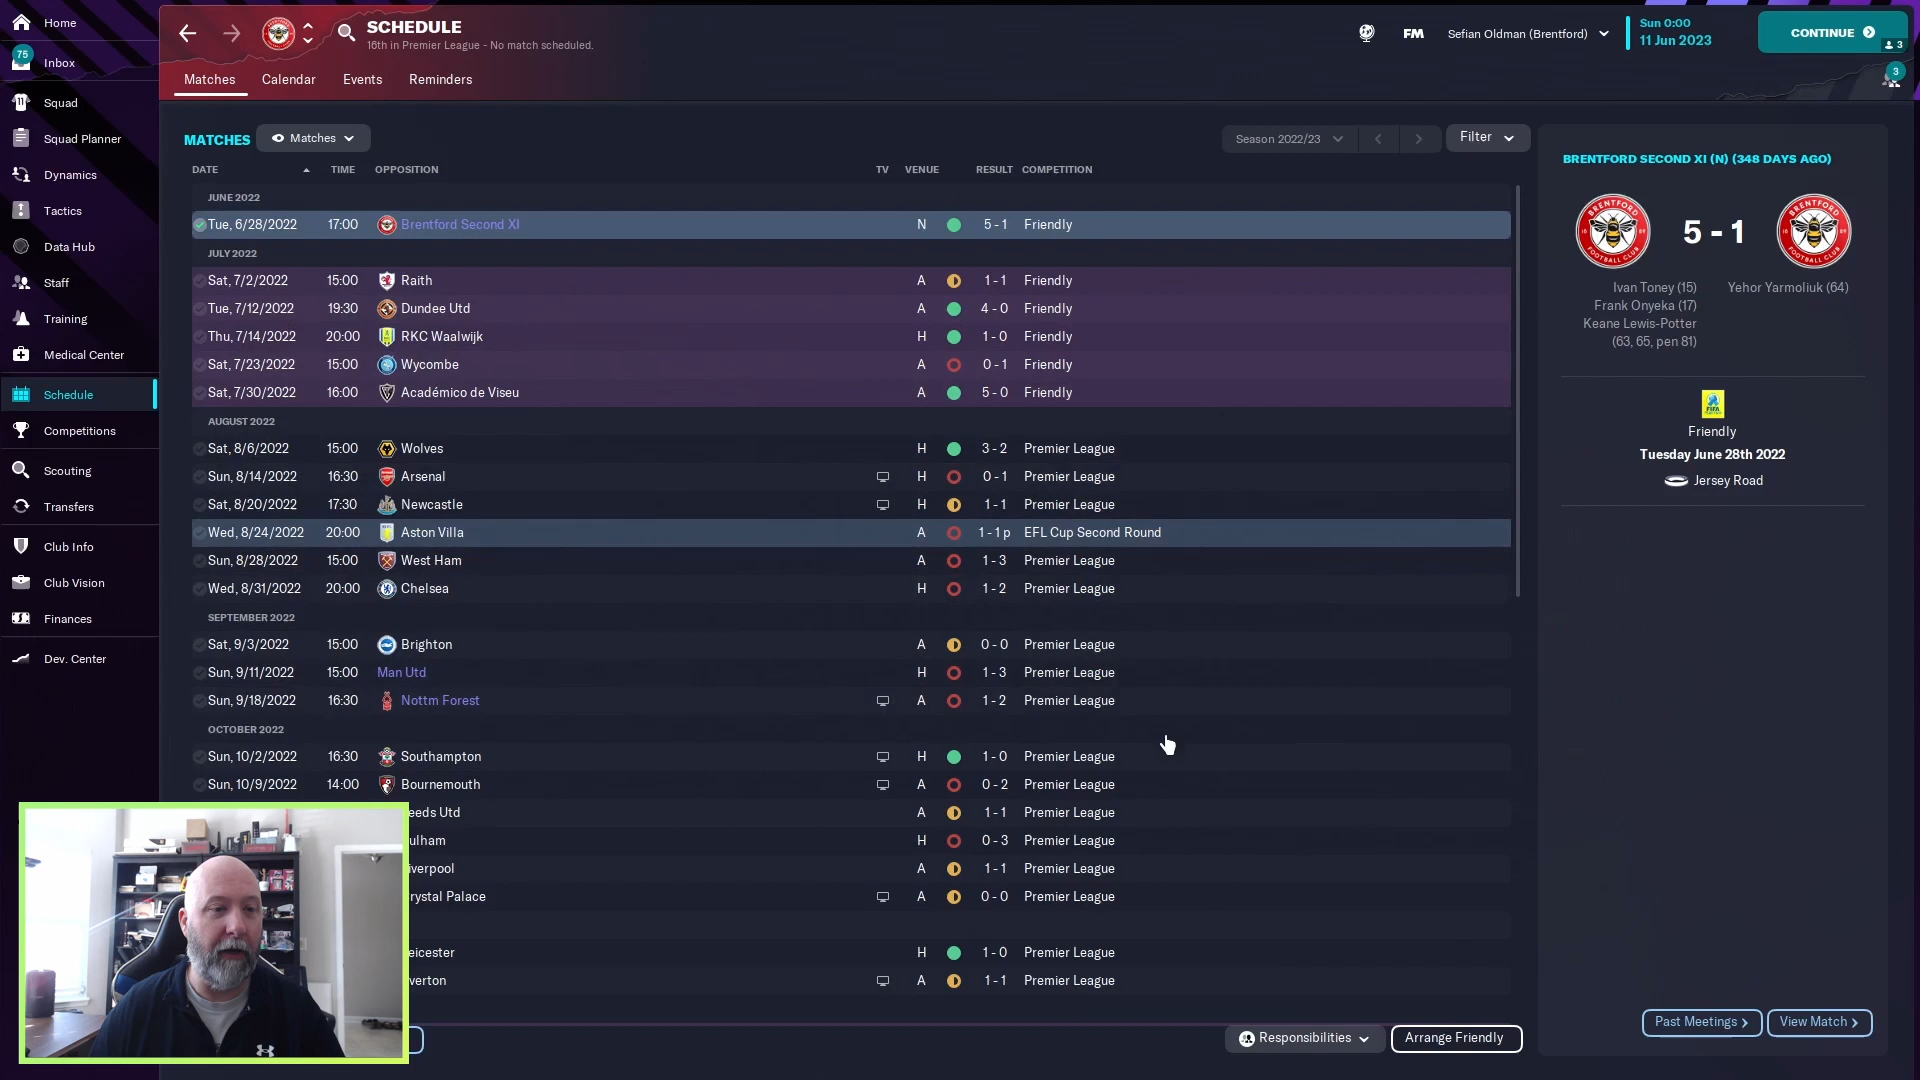 Home
75
Inbox
Squad
Squad Planner
Dynamics
Tactics
Data Hub
Staff
Training
Medical Center
Schedule
Competitions
Scouting
Transfers
Club Info
Club Vision
Finances
Dev. Center
SCHEDULE
16th in Premier League - No match scheduled.
FM
Sefian Oldman (Brentford)
Sun 0:00
11 Jun 2023
CONTINUE
3
3
Matches Calendar Events Reminders
MATCHES Matches Season 2022/23 Filter
DATE TIME OPPOSITION TV VENUE RESULT COMPETITION
JUNE 2022
Tue, 6/28/2022 17:00 Brentford Second XI N 5 - 1 Friendly
JULY 2022
Sat, 7/2/2022 15:00 Raith A 1 - 1 Friendly
Tue, 7/12/2022 19:30 Dundee Utd A 4 - 0 Friendly
Thu, 7/14/2022 20:00 RKC Waalwijk H 1 - 0 Friendly
Sat, 7/23/2022 15:00 Wycombe A 0 - 1 Friendly
Sat, 7/30/2022 16:00 Académico de Viseu A 5 - 0 Friendly
AUGUST 2022
Sat, 8/6/2022 15:00 Wolves H 3 - 2 Premier League
Sun, 8/14/2022 16:30 Arsenal H 0 - 1 Premier League
Sat, 8/20/2022 17:30 Newcastle H 1 - 1 Premier League
Wed, 8/24/2022 20:00 Aston Villa A 1 - 1 p EFL Cup Second Round
Sun, 8/28/2022 15:00 West Ham A 1 - 3 Premier League
Wed, 8/31/2022 20:00 Chelsea H 1 - 2 Premier League
SEPTEMBER 2022
Sat, 9/3/2022 15:00 Brighton A 0 - 0 Premier League
Sun, 9/11/2022 15:00 Man Utd H 1 - 3 Premier League
Sun, 9/18/2022 16:30 Nottm Forest A 1 - 2 Premier League
OCTOBER 2022
Sun, 10/2/2022 16:30 Southampton H 1 - 0 Premier League
Sun, 10/9/2022 14:00 Bournemouth A 0 - 2 Premier League
eeds Utd A 1 - 1 Premier League
ulham H 0 - 3 Premier League
iverpool A 1 - 1 Premier League
rystal Palace A 0 - 0 Premier League
eicester H 1 - 0 Premier League
verton A 1 - 1 Premier League
Responsibilities Arrange Friendly
BRENTFORD SECOND XI (N) (348 DAYS AGO)
BRENTFORD
FOOTBALL CLUB
5 - 1
BRENTFORD
FOOTBALL CLUB
Ivan Toney (15)
Frank Onyeka (17)
Keane Lewis-Potter
(63, 65, pen 81)
Yehor Yarmoliuk (64)
FIFA
Friendly
Tuesday June 28th 2022
Jersey Road
Past Meetings View Match